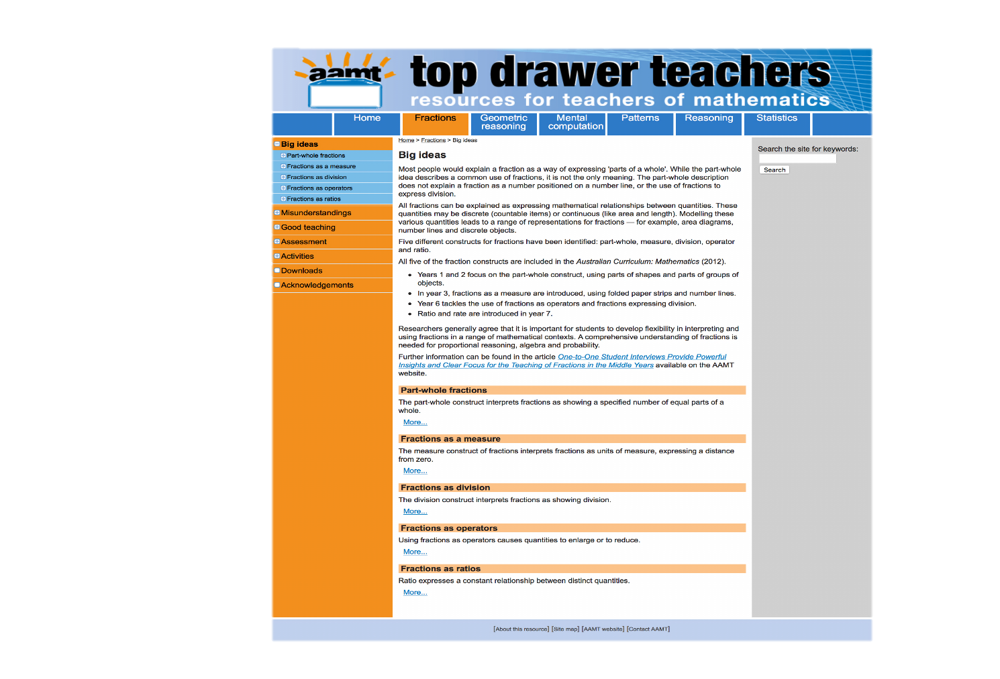 aamt
top drawer teachers
resources for teachers of mathematics
Home
Fractions
Geometric
reasoning
Mental
computation
Patterns
Reasoning
Statistics
Big ideas
Part-whole fractions
Fractions as a measure
Fractions as division
Fractions as operators
Fractions as ratios
Misunderstandings
Good teaching
Assessment
Activities
Downloads
Acknowledgements
Home > Fractions > Big ideas
Big ideas
Most people would explain a fraction as a way of expressing 'parts of a whole'. While the part-whole
idea describes a common use of fractions, it is not the only meaning. The part-whole description
does not explain a fraction as a number positioned on a number line, or the use of fractions to
express division.
All fractions can be explained as expressing mathematical relationships between quantities. These
quantities may be discrete (countable items) or continuous (like area and length). Modelling these
various quantities leads to a range of representations for fractions — for example, area diagrams,
number lines and discrete objects.
Five different constructs for fractions have been identified: part-whole, measure, division, operator
and ratio.
All five of the fraction constructs are included in the Australian Curriculum: Mathematics (2012).
• Years 1 and 2 focus on the part-whole construct, using parts of shapes and parts of groups of
objects.
• In year 3, fractions as a measure are introduced, using folded paper strips and number lines.
• Year 6 tackles the use of fractions as operators and fractions expressing division.
• Ratio and rate are introduced in year 7.
Researchers generally agree that it is important for students to develop flexibility in interpreting and
using fractions in a range of mathematical contexts. A comprehensive understanding of fractions is
needed for proportional reasoning, algebra and probability.
Further information can be found in the article One-to-One Student Interviews Provide Powerful
Insights and Clear Focus for the Teaching of Fractions in the Middle Years available on the AAMT
website.
Part-whole fractions
The part-whole construct interprets fractions as showing a specified number of equal parts of a
whole.
More...
Fractions as a measure
The measure construct of fractions interprets fractions as units of measure, expressing a distance
from zero.
More...
Fractions as division
The division construct interprets fractions as showing division.
More...
Fractions as operators
Using fractions as operators causes quantities to enlarge or to reduce.
More...
Fractions as ratios
Ratio expresses a constant relationship between distinct quantities.
More...
Search the site for keywords:
Search
[About this resource] [Site map] [AAMT website] [Contact AAMT]